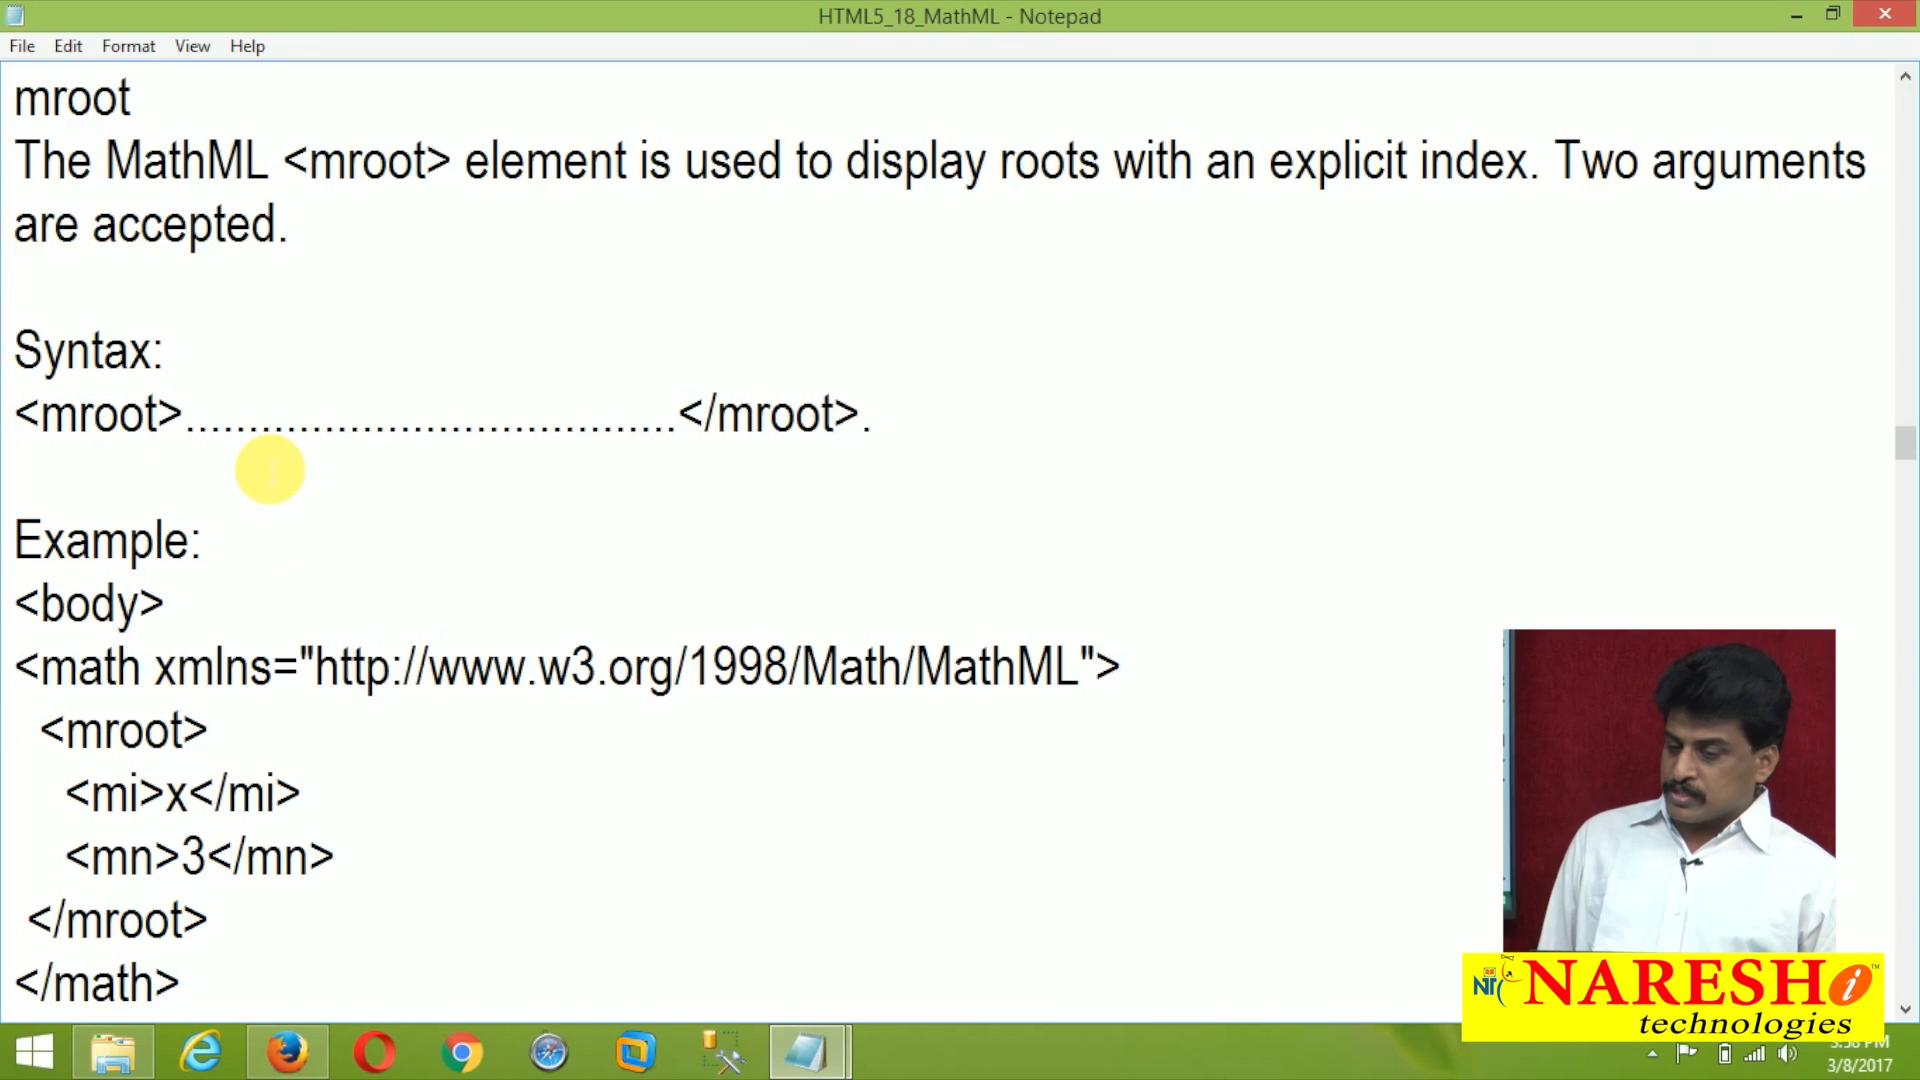 HTML5_18_MathML - Notepad
File Edit Format View Help
mroot
The MathML <mroot> element is used to display roots with an explicit index. Two arguments
are accepted.
Syntax:
<mroot>.......................................</mroot>.
Example:
<body>
<math xmlns="http://www.w3.org/1998/Math/MathML">
<mroot>
<mi>x</mi>
<mn>3</mn>
</mroot>
</math>
NARESH i
technologies
3/8/2017